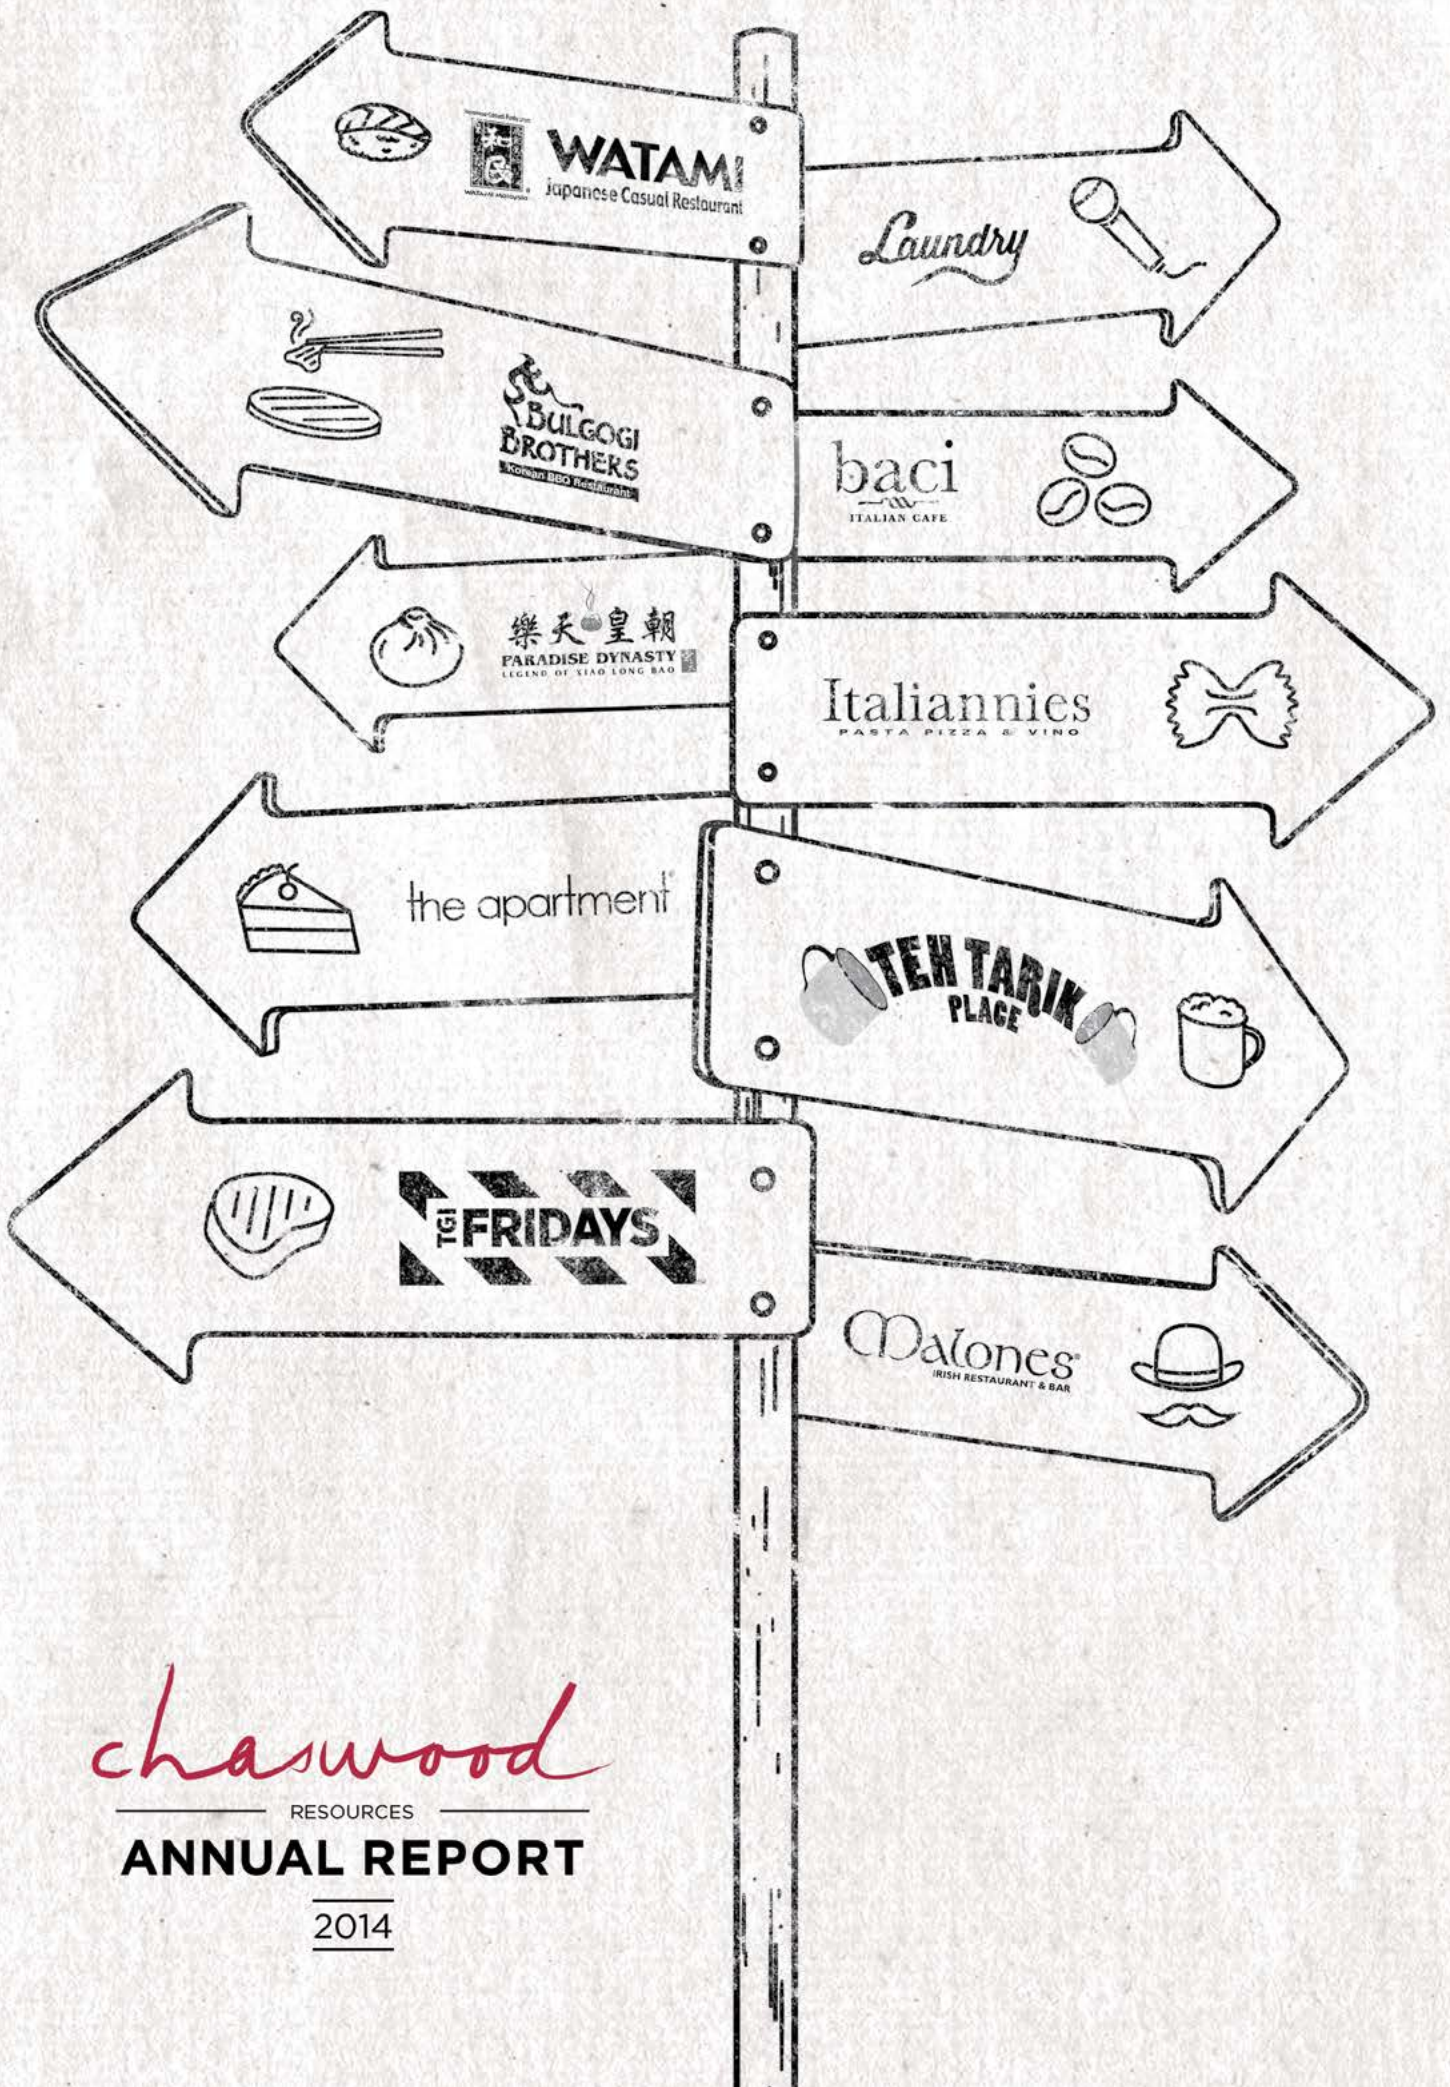 和民
WATAMI
Japanese Casual Restaurant
Laundry
BULGOGI
BROTHERS
Korean BBQ Restaurant
baci
ITALIAN CAFE
樂天皇朝
PARADISE DYNASTY
LEGEND OF XIAO LONG BAO
Italiannies
PASTA PIZZA & VINO
the apartment
TEH TARIK
PLACE
TGI FRIDAYS
Malones
IRISH RESTAURANT & BAR
chaswood
RESOURCES
ANNUAL REPORT
2014